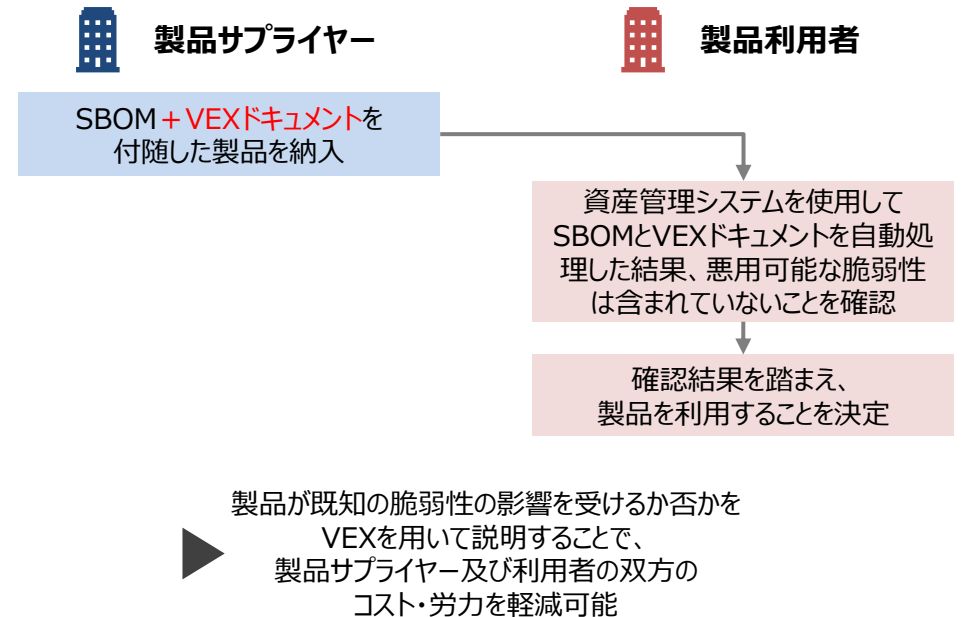 製品サプライヤー
製品利用者
SBOM+VEXドキュメントを
付随した製品を納入
資産管理システムを使用して
SBOMとVEXドキュメントを自動処
理した結果、悪用可能な脆弱性
は含まれていないことを確認
確認結果を踏まえ、
製品を利用することを決定
製品が既知の脆弱性の影響を受けるか否かを
VEXを用いて説明することで、
製品サプライヤー及び利用者の双方の
コスト・労力を軽減可能